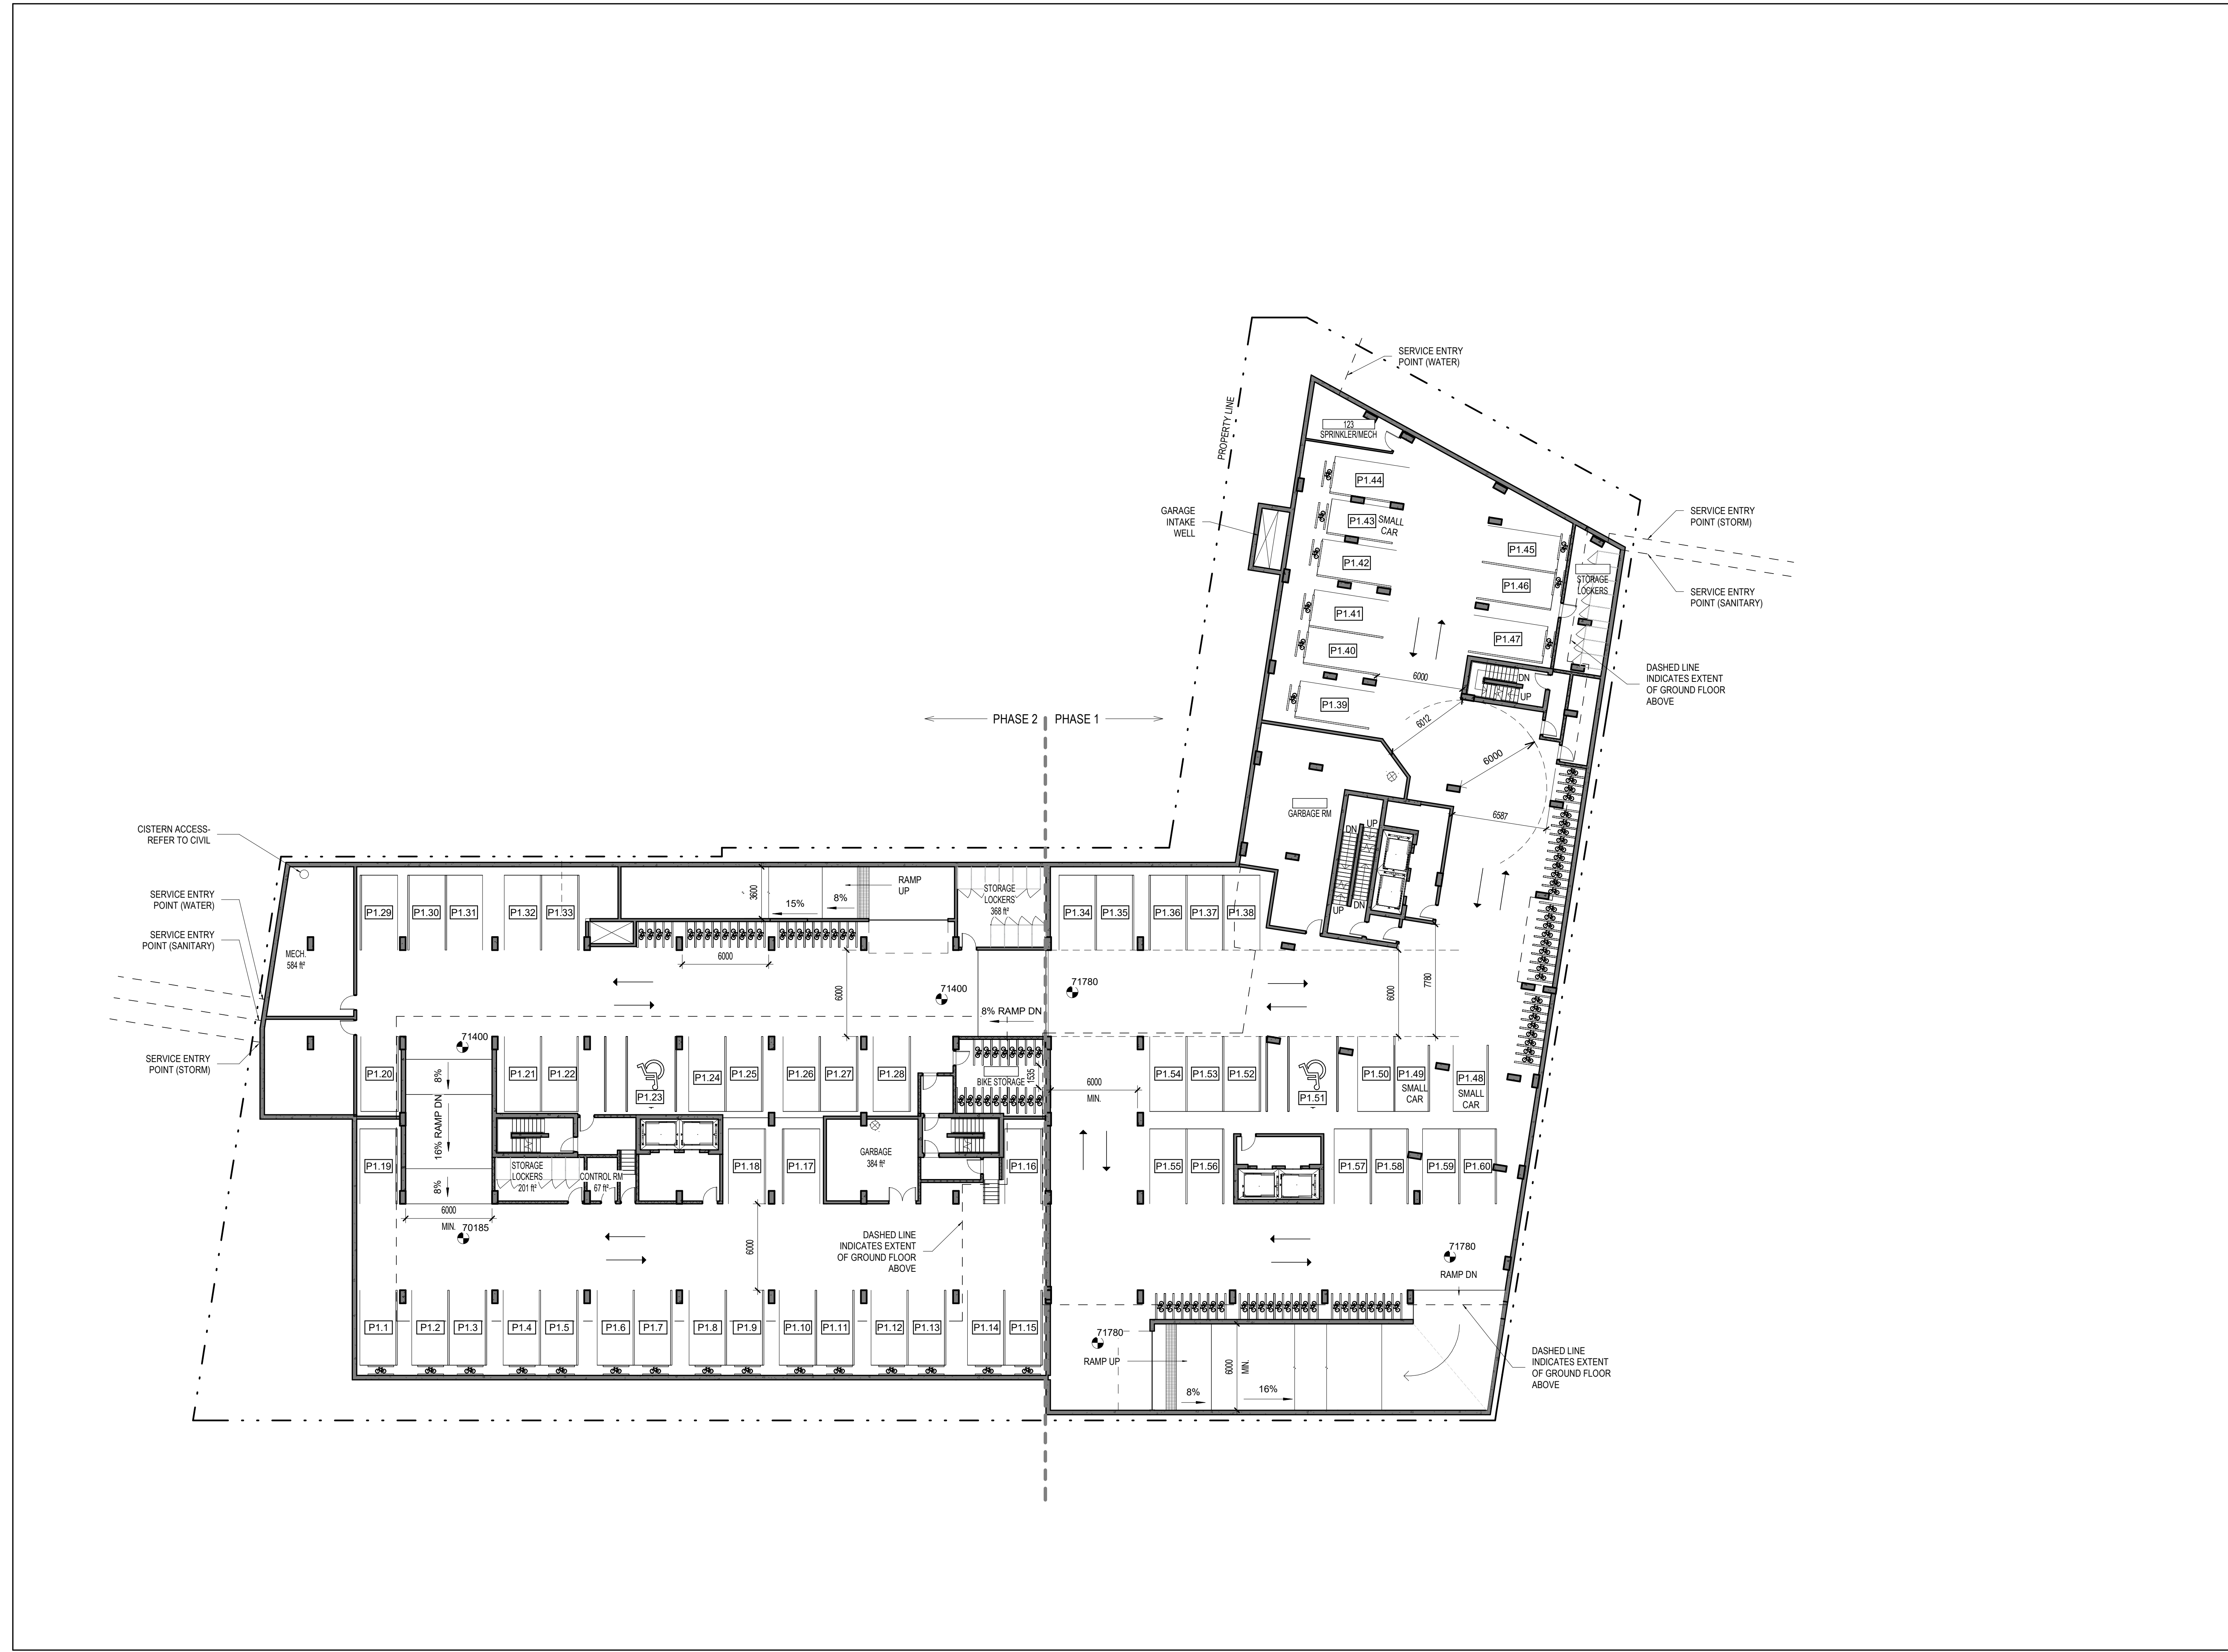 SERVICE ENTRY
POINT (WATER)
PROPERTY LINE
123
SPRINKLER/MECH
P1.44
GARAGE
INTAKE
WELL
P1.43
SMALL
CAR
SERVICE ENTRY
POINT (STORM)
P1.45
P1.42
P1.46
STORAGE
LOCKERS
SERVICE ENTRY
POINT (SANITARY)
P1.41
P1.47
P1.40
DASHED LINE
INDICATES EXTENT
OF GROUND FLOOR
ABOVE
6000
DN
UP
P1.39
PHASE 2
PHASE 1
6012
6000
GARBAGE RM
6587
DN
UP
UP
DN
CISTERN ACCESS-
REFER TO CIVIL
SERVICE ENTRY
POINT (WATER)
SERVICE ENTRY
POINT (SANITARY)
SERVICE ENTRY
POINT (STORM)
MECH.
584 ft²
P1.29
P1.30
P1.31
P1.32
P1.33
3600
15%
8%
RAMP
UP
STORAGE
LOCKERS
368 ft²
P1.34
P1.35
P1.36
P1.37
P1.38
6000
6000
71400
71780
8% RAMP DN
6000
7780
71400
P1.20
8%
16% RAMP DN
8%
P1.21
P1.22
P1.23
P1.24
P1.25
P1.26
P1.27
P1.28
BIKE STORAGE
1535
6000
MIN.
P1.54
P1.53
P1.52
P1.51
P1.50
P1.49
SMALL
CAR
P1.48
SMALL
CAR
P1.19
STORAGE
LOCKERS
201 ft²
CONTROL RM
67 ft²
P1.18
P1.17
GARBAGE
384 ft²
P1.16
P1.55
P1.56
P1.57
P1.58
P1.59
P1.60
6000
MIN.
70185
6000
DASHED LINE
INDICATES EXTENT
OF GROUND FLOOR
ABOVE
71780
RAMP DN
P1.1
P1.2
P1.3
P1.4
P1.5
P1.6
P1.7
P1.8
P1.9
P1.10
P1.11
P1.12
P1.13
P1.14
P1.15
71780
RAMP UP
8%
6000
MIN.
16%
DASHED LINE
INDICATES EXTENT
OF GROUND FLOOR
ABOVE